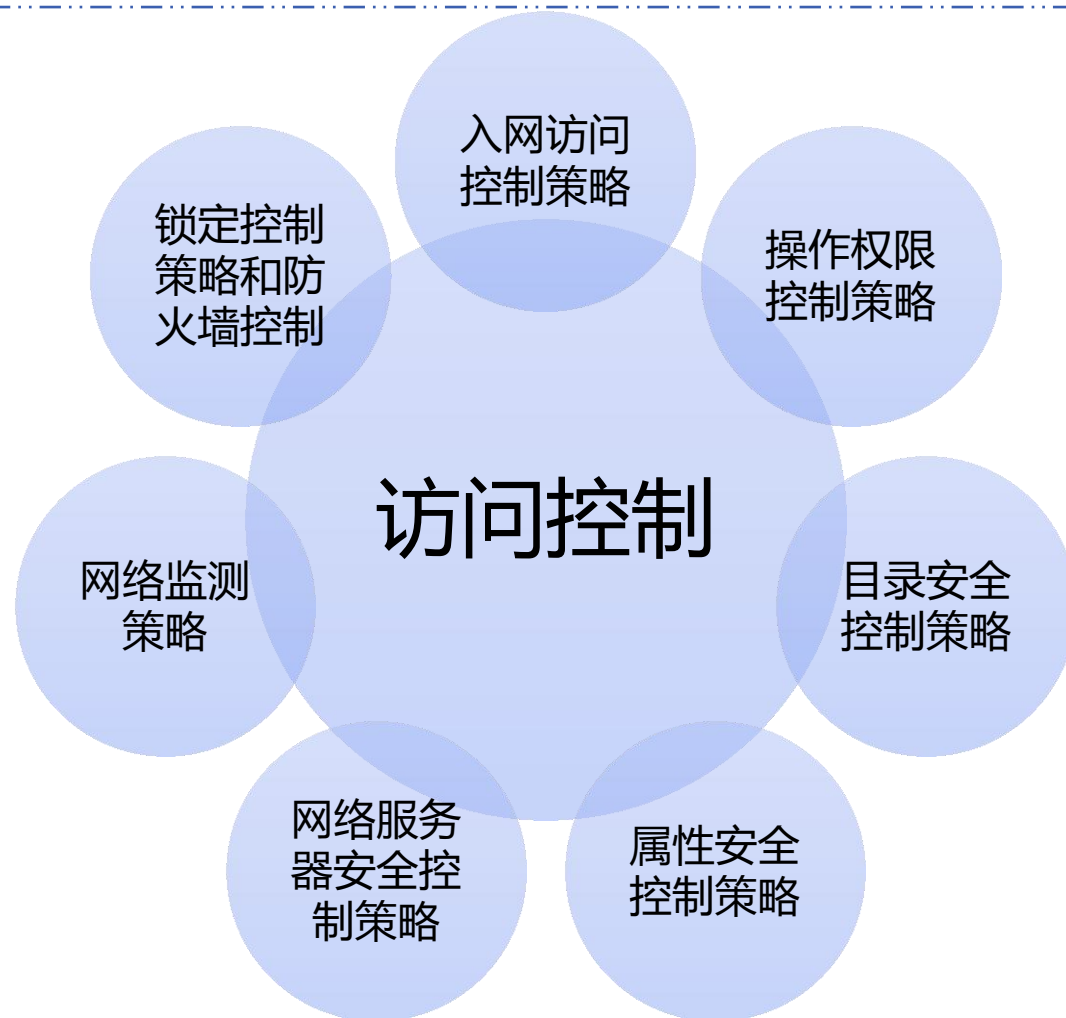 入网访问
控制策略
操作权限
控制策略
目录安全
控制策略
属性安全
控制策略
网络服务
器安全控
制策略
网络监测
策略
锁定控制
策略和防
火墙控制
访问控制